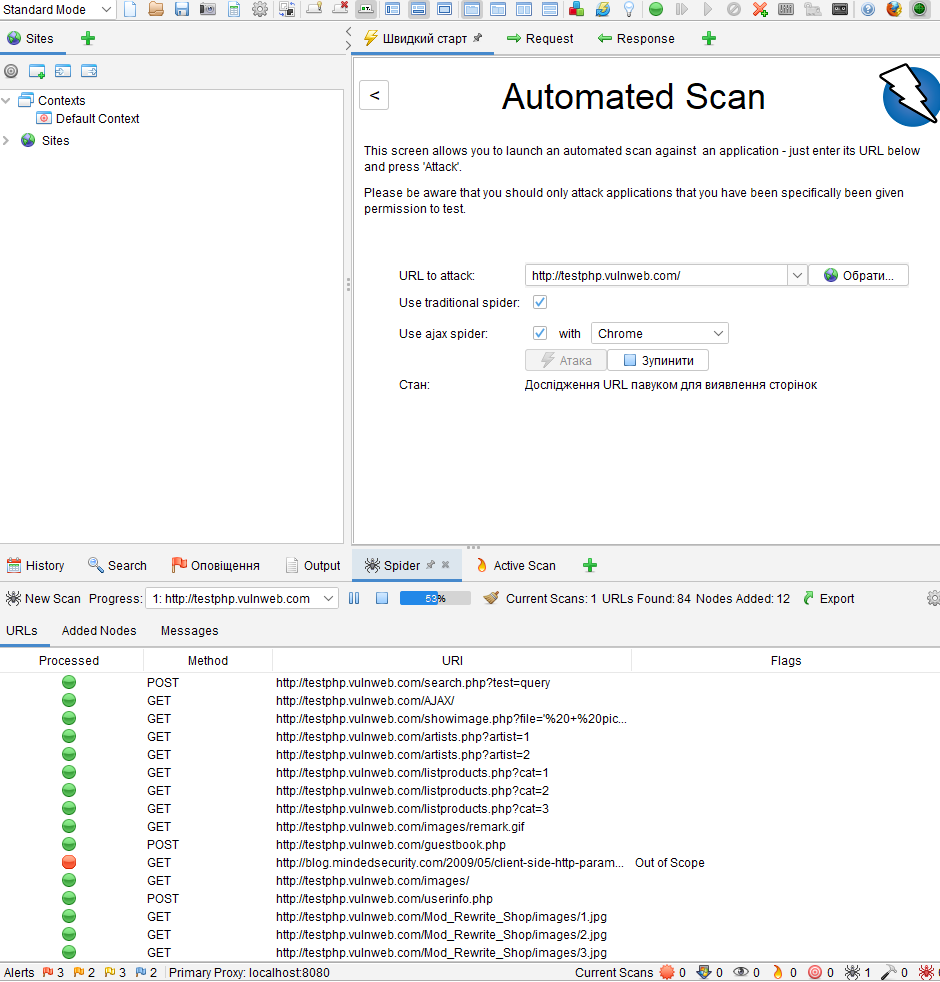 Standard Mode
Sites
Швидкий старт
Request
Response
Contexts
Default Context
Sites
<
Automated Scan
This screen allows you to launch an automated scan against an application - just enter its URL below
and press 'Attack'.
Please be aware that you should only attack applications that you have been specifically been given
permission to test.
URL to attack:
http://testphp.vulnweb.com/
Обрати...
Use traditional spider:
Use ajax spider:
with
Chrome
Атака
Зупинити
Стан:
Дослідження URL павуком для виявлення сторінок
History
Search
Оповіщення
Output
Spider
Active Scan
New Scan
Progress:
1: http://testphp.vulnweb.com
53%
Current Scans: 1
URLs Found: 84
Nodes Added: 12
Export
URLs
Added Nodes
Messages
Processed
Method
URI
Flags
POST http://testphp.vulnweb.com/search.php?test=query
GET http://testphp.vulnweb.com/AJAX/
GET http://testphp.vulnweb.com/showimage.php?file='%20+%20pic...
GET http://testphp.vulnweb.com/artists.php?artist=1
GET http://testphp.vulnweb.com/artists.php?artist=2
GET http://testphp.vulnweb.com/listproducts.php?cat=1
GET http://testphp.vulnweb.com/listproducts.php?cat=2
GET http://testphp.vulnweb.com/listproducts.php?cat=3
GET http://testphp.vulnweb.com/images/remark.gif
POST http://testphp.vulnweb.com/guestbook.php
GET http://blog.mindedsecurity.com/2009/05/client-side-http-param... Out of Scope
GET http://testphp.vulnweb.com/images/
POST http://testphp.vulnweb.com/userinfo.php
GET http://testphp.vulnweb.com/Mod_Rewrite_Shop/images/1.jpg
GET http://testphp.vulnweb.com/Mod_Rewrite_Shop/images/2.jpg
GET http://testphp.vulnweb.com/Mod_Rewrite_Shop/images/3.jpg
Alerts 3 2 3 2 Primary Proxy: localhost:8080 Current Scans 0 0 0 0 0 1 0